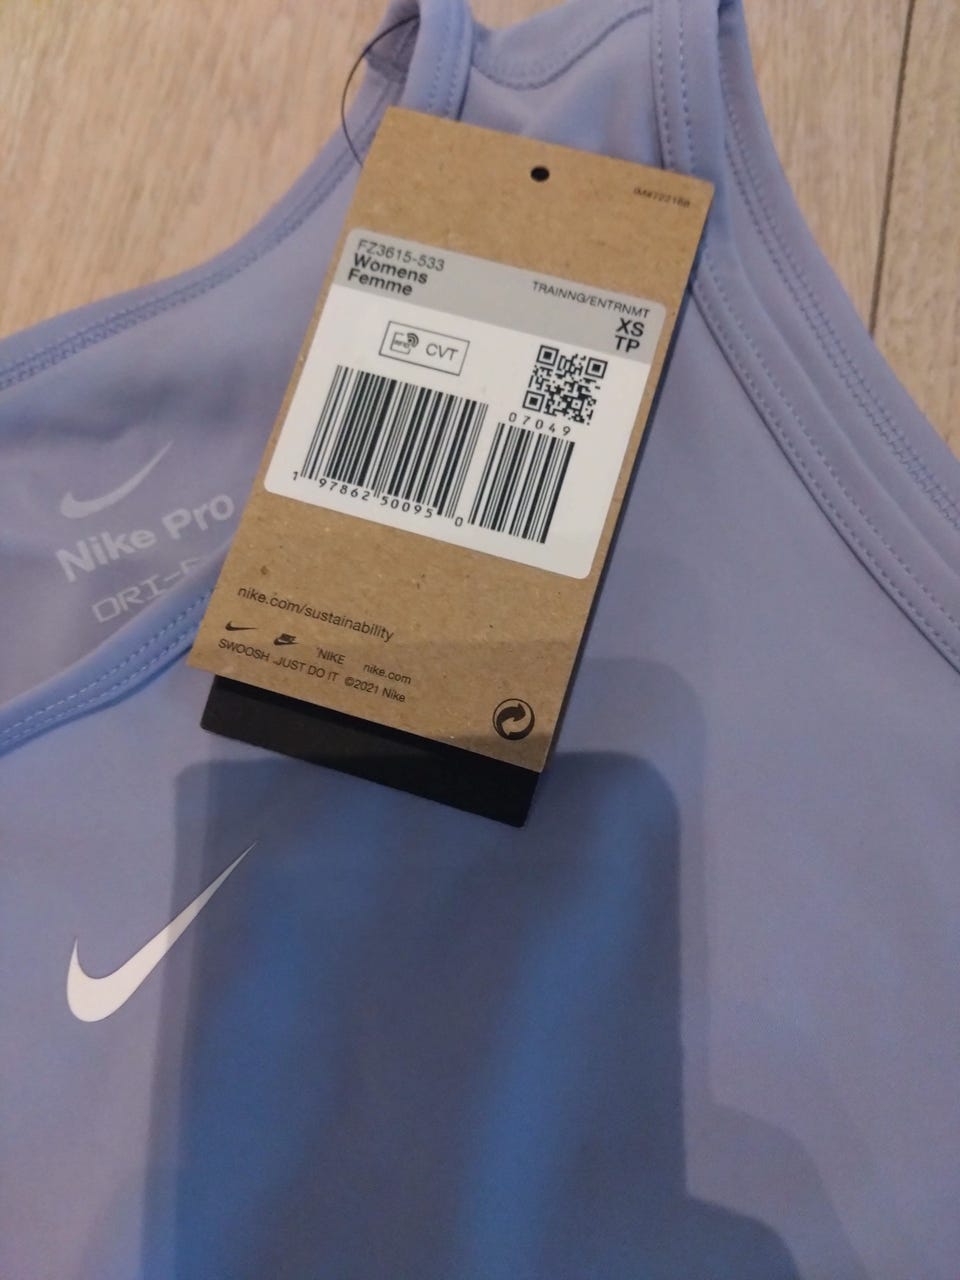 FZ3615-533
Womens
Femme
TRAINNG/ENTRNMT
XS
TP
RFID
CVT
07049
1 97862 50095 0
Nike Pro
nike.com/sustainability
NIKE nike.com
SWOOSH JUST DO IT ©2021 Nike